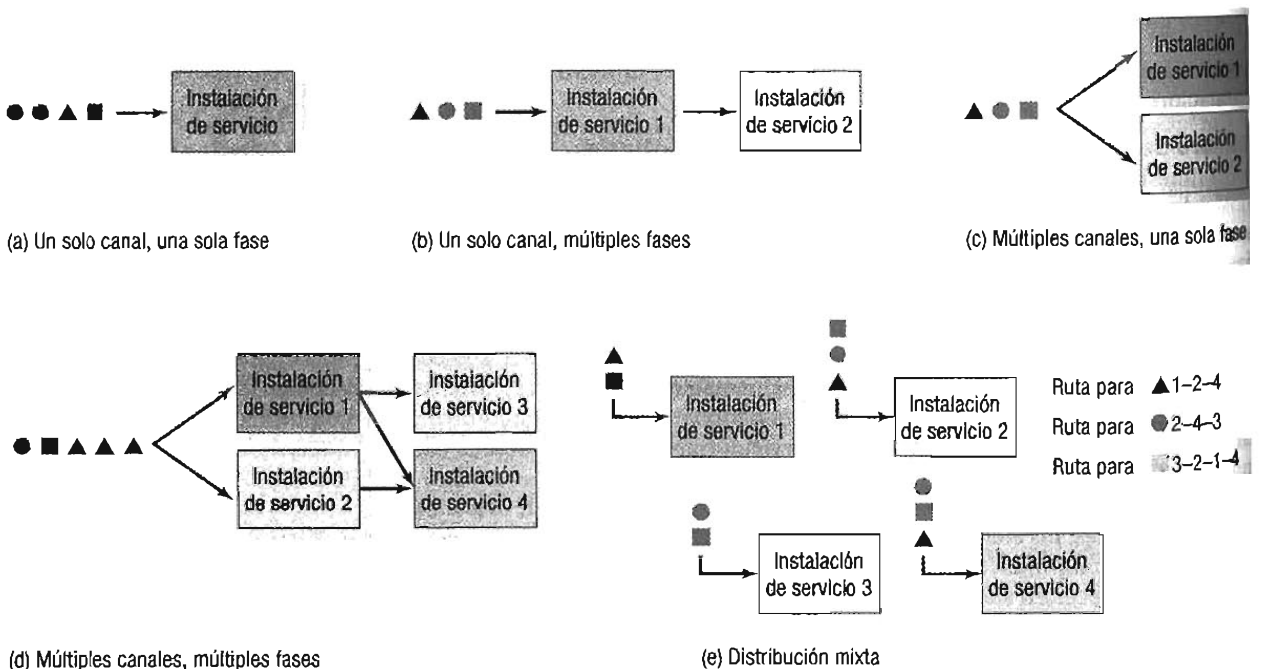 Instalación
de servicio
(a) Un solo canal, una sola fase
Instalación
de servicio 1
Instalación
de servicio 2
(b) Un solo canal, múltiples fases
Instalación
de servicio 1
Instalación
de servicio 2
(c) Múltiples canales, una sola fase
Instalación
de servicio 1
Instalación
de servicio 3
Instalación
de servicio 2
Instalación
de servicio 4
(d) Múltiples canales, múltiples fases
Instalación
de servicio 1
Instalación
de servicio 2
Instalación
de servicio 3
Instalación
de servicio 4
Ruta para 1–2–4
Ruta para 2–4–3
Ruta para 3–2–1–4
(e) Distribución mixta